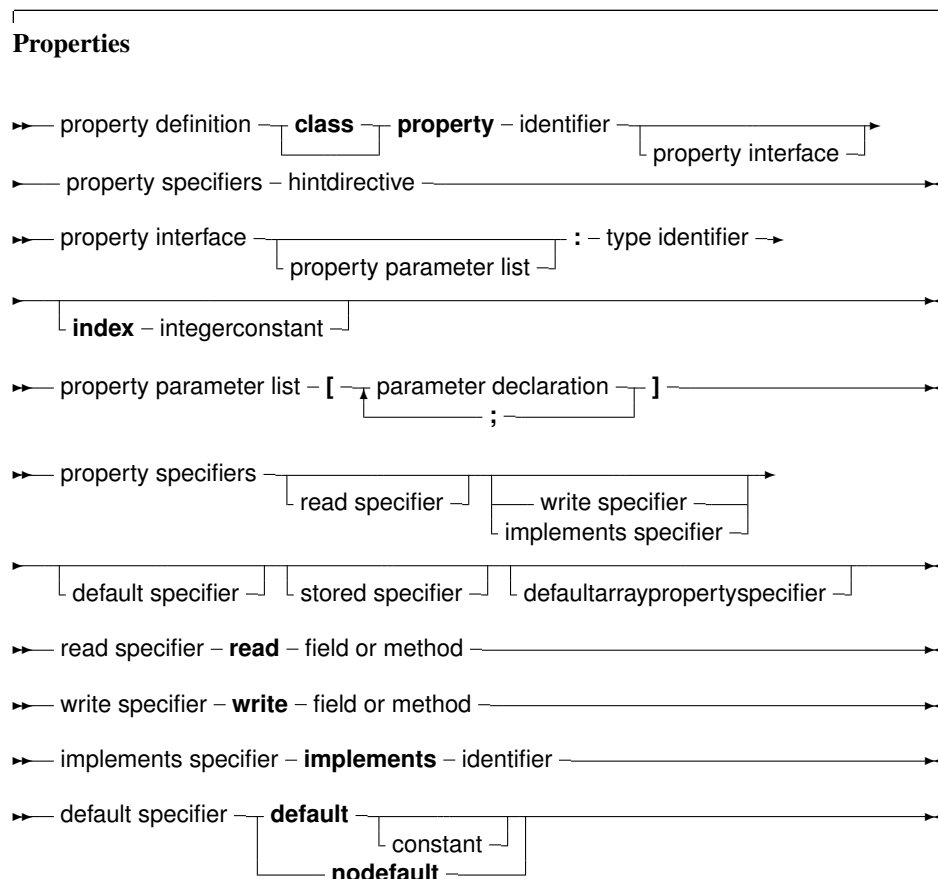 Properties
property definition class property identifier
property interface
property specifiers hintdirective
property interface : type identifier
property parameter list
index integerconstant
property parameter list [ parameter declaration ]
;
property specifiers
read specifier write specifier
implements specifier
default specifier stored specifier defaultarraypropertyspecifier
read specifier read field or method
write specifier write field or method
implements specifier implements identifier
default specifier default
constant
nodefault